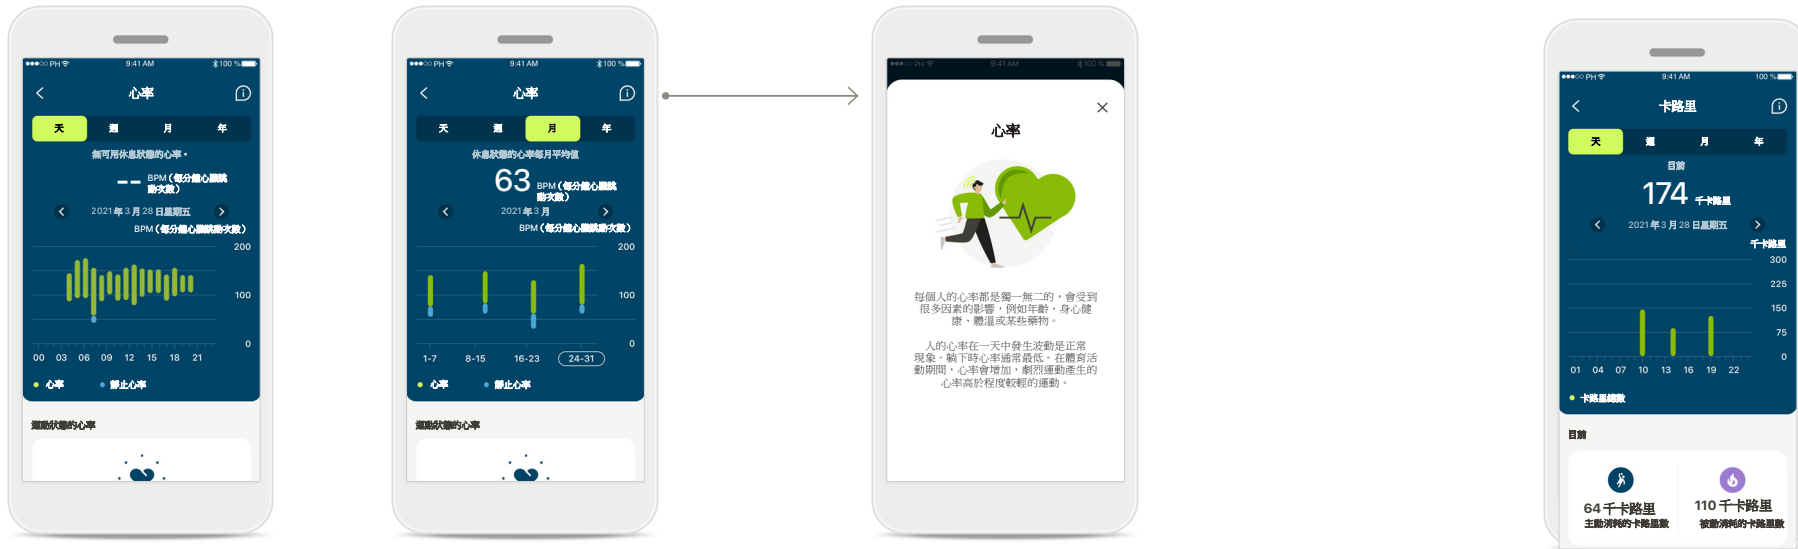 PH
9:41 AM
100 %
心率
天
週
月
年
無可用休息狀態的心率。
--
BPM（每分鐘心臟跳
動次數）
2021 年 3 月 28 日星期五
BPM（每分鐘心臟跳動次數）
200
100
0
00 03 06 09 12 15 18 21
心率
靜止心率
運動狀態的心率
PH
9:41 AM
100 %
心率
天
週
月
年
休息狀態的心率每月平均值
63
BPM（每分鐘心臟跳
動次數）
2021 年 3 月
BPM（每分鐘心臟跳動次數）
200
100
0
1-7 8-15 16-23 24-31
心率
靜止心率
運動狀態的心率
PH
9:41 AM
100 %
心率
每個人的心率都是獨一無二的，會受到
很多因素的影響，例如年齡、身心健
康、體溫或某些藥物。
人的心率在一天中發生波動是正常
現象。躺下時心率通常最低。在體育活
動期間，心率會增加，劇烈運動產生的
心率高於程度較輕的運動。
PH
9:41 AM
100 %
卡路里
天
週
月
年
目前
174 千卡路里
2021 年 3 月 28 日星期五
千卡路里
300
225
150
75
0
01 04 07 10 13 16 19 22
卡路里總數
目前
64 千卡路里
主動消耗的卡路里數
110 千卡路里
被動消耗的卡路里數